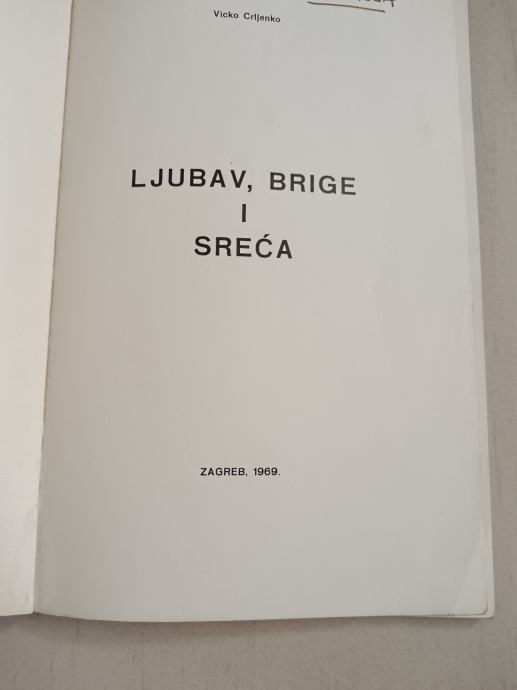 Vicko Crljenko
LJUBAV, BRIGE
I
SREĆA
ZAGREB, 1969.